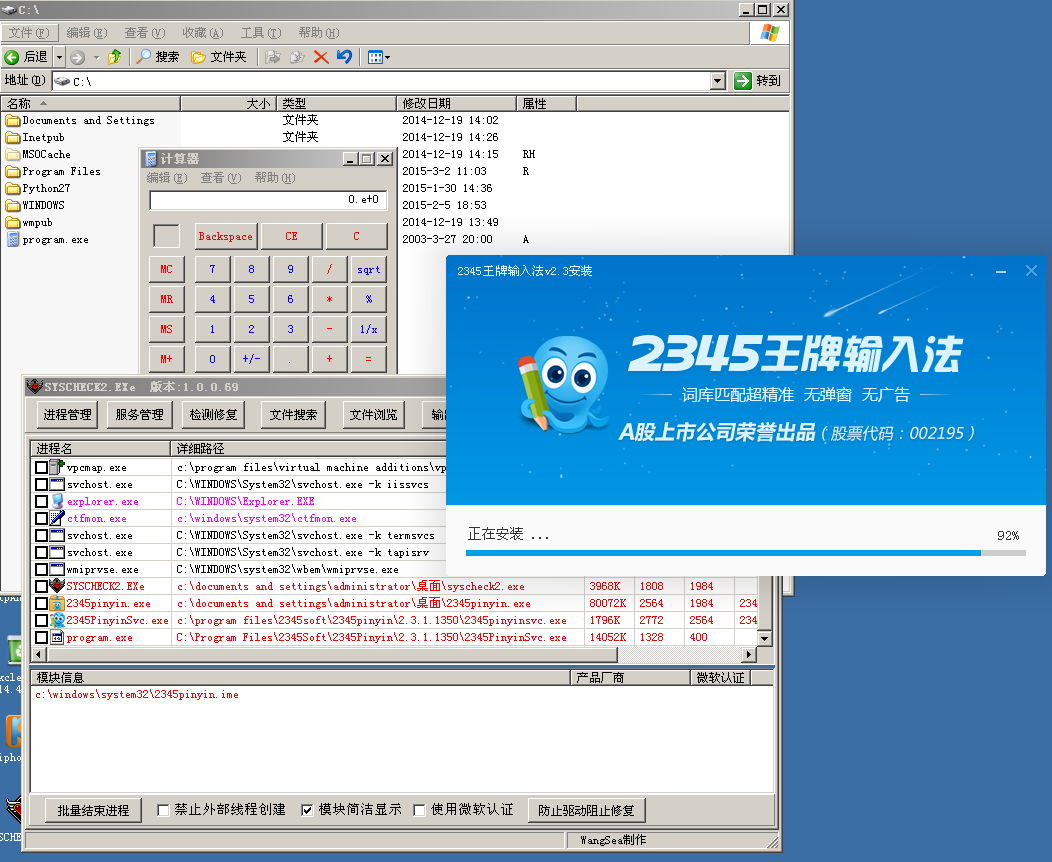 C:\
文件(F) 编辑(E) 查看(V) 收藏(A) 工具(T) 帮助(H)
后退 搜索 文件夹
地址(D) C:\ 转到
名称 大小 类型 修改日期 属性
Documents and Settings 文件夹 2014-12-19 14:02
Inetpub 文件夹 2014-12-19 14:26
MSOCache 2014-12-19 14:15 RH
Program Files 2015-3-2 11:03 R
Python27 2015-1-30 14:36
WINDOWS 2015-2-5 18:53
wmpub 2014-12-19 13:49
program.exe 2003-3-27 20:00 A
计算器
编辑(E) 查看(V) 帮助(H)
0.e+0
Backspace CE C
MC 7 8 9 / sqrt
MR 4 5 6 * %
MS 1 2 3 - 1/x
M+ 0 +/- . + =
2345王牌输入法v2.3安装
2345王牌输入法
词库匹配超精准 无弹窗 无广告
A股上市公司荣誉出品(股票代码:002195)
正在安装 ... 92%
SYSCHECK2.EXe 版本:1.0.0.69
进程管理 服务管理 检测修复 文件搜索 文件浏览
进程名 详细路径
vpcmap.exe c:\program files\virtual machine additions\vp
svchost.exe C:\WINDOWS\System32\svchost.exe -k iissvcs
explorer.exe C:\WINDOWS\Explorer.EXE
ctfmon.exe c:\windows\system32\ctfmon.exe
svchost.exe C:\WINDOWS\System32\svchost.exe -k termsvcs
svchost.exe C:\WINDOWS\System32\svchost.exe -k tapisrv
wmiprvse.exe C:\WINDOWS\system32\wbem\wmiprvse.exe
SYSCHECK2.EXe c:\documents and settings\administrator\桌面\syscheck2.exe 3968K 1808 1984
2345pinyin.exe c:\documents and settings\administrator\桌面\2345pinyin.exe 80072K 2564 1984 234
2345PinyinSvc.exe c:\program files\2345soft\2345pinyin\2.3.1.1350\2345pinyinsvc.exe 1796K 2772 2564 234
program.exe C:\Program Files\2345Soft\2345Pinyin\2.3.1.1350\2345PinyinSvc.exe 14052K 1328 400
模块信息 产品厂商 微软认证
c:\windows\system32\2345pinyin.ime
批量结束进程 禁止外部线程创建 模块简洁显示 使用微软认证 防止驱动阻止修复
WangSea制作